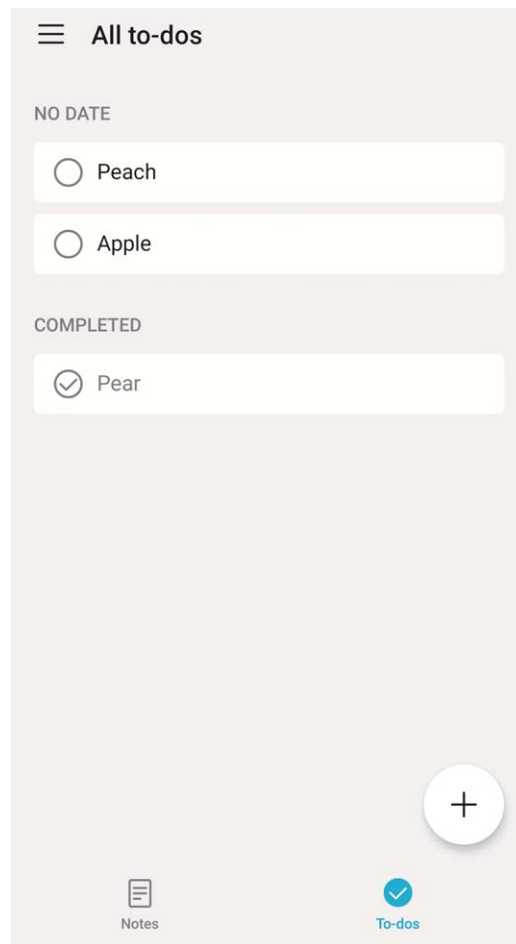 All to-dos
NO DATE
Peach
Apple
COMPLETED
Pear
Notes
To-dos